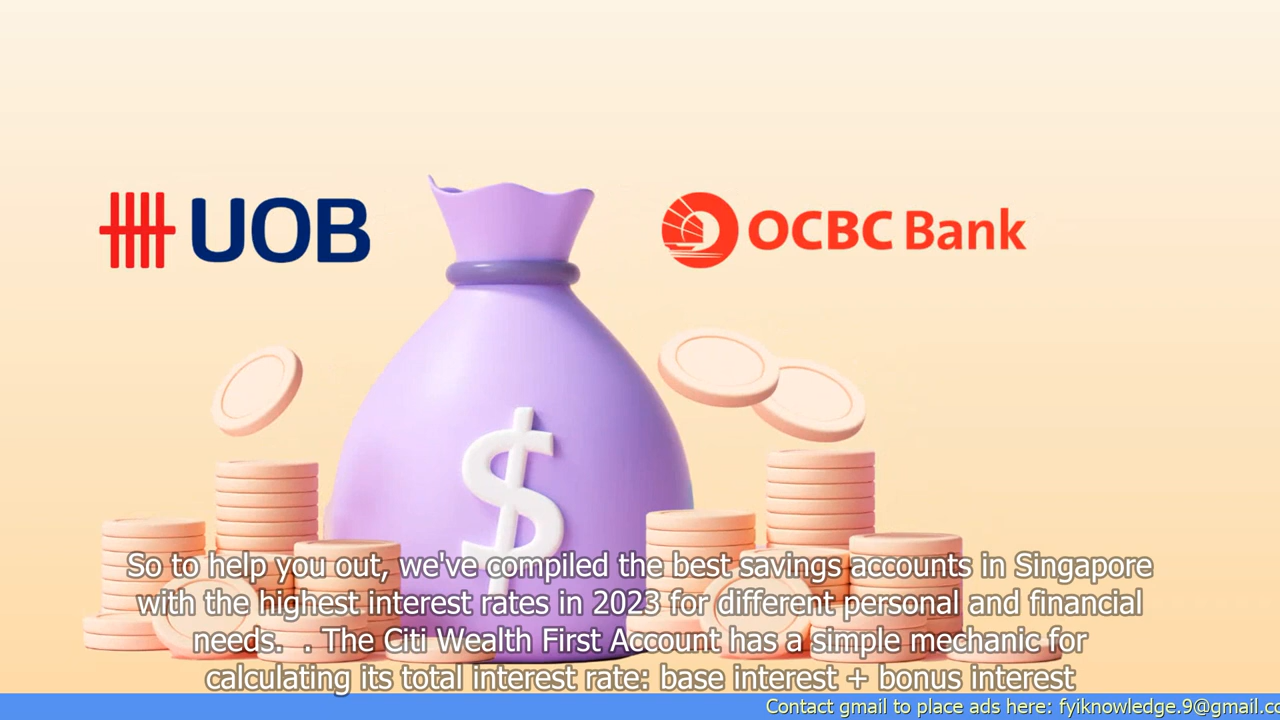 UOB
OCBC Bank
$
So to help you out, we've compiled the best savings accounts in Singapore
with the highest interest rates in 2023 for different personal and financial
needs.  . The Citi Wealth First Account has a simple mechanic for
calculating its total interest rate: base interest + bonus interest
Contact gmail to place ads here: fyiknowledge.9@gmail.co